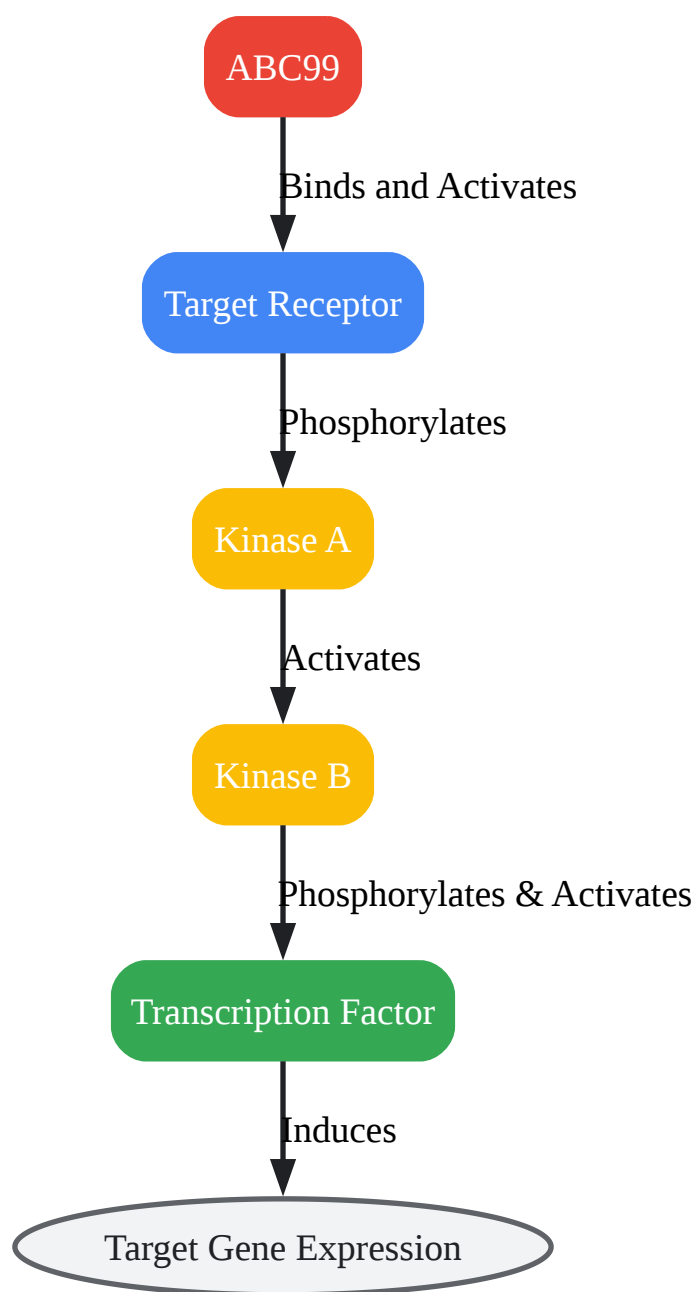 ABC99
Binds and Activates
Target Receptor
Phosphorylates
Kinase A
Activates
Kinase B
Phosphorylates & Activates
Transcription Factor
Induces
Target Gene Expression